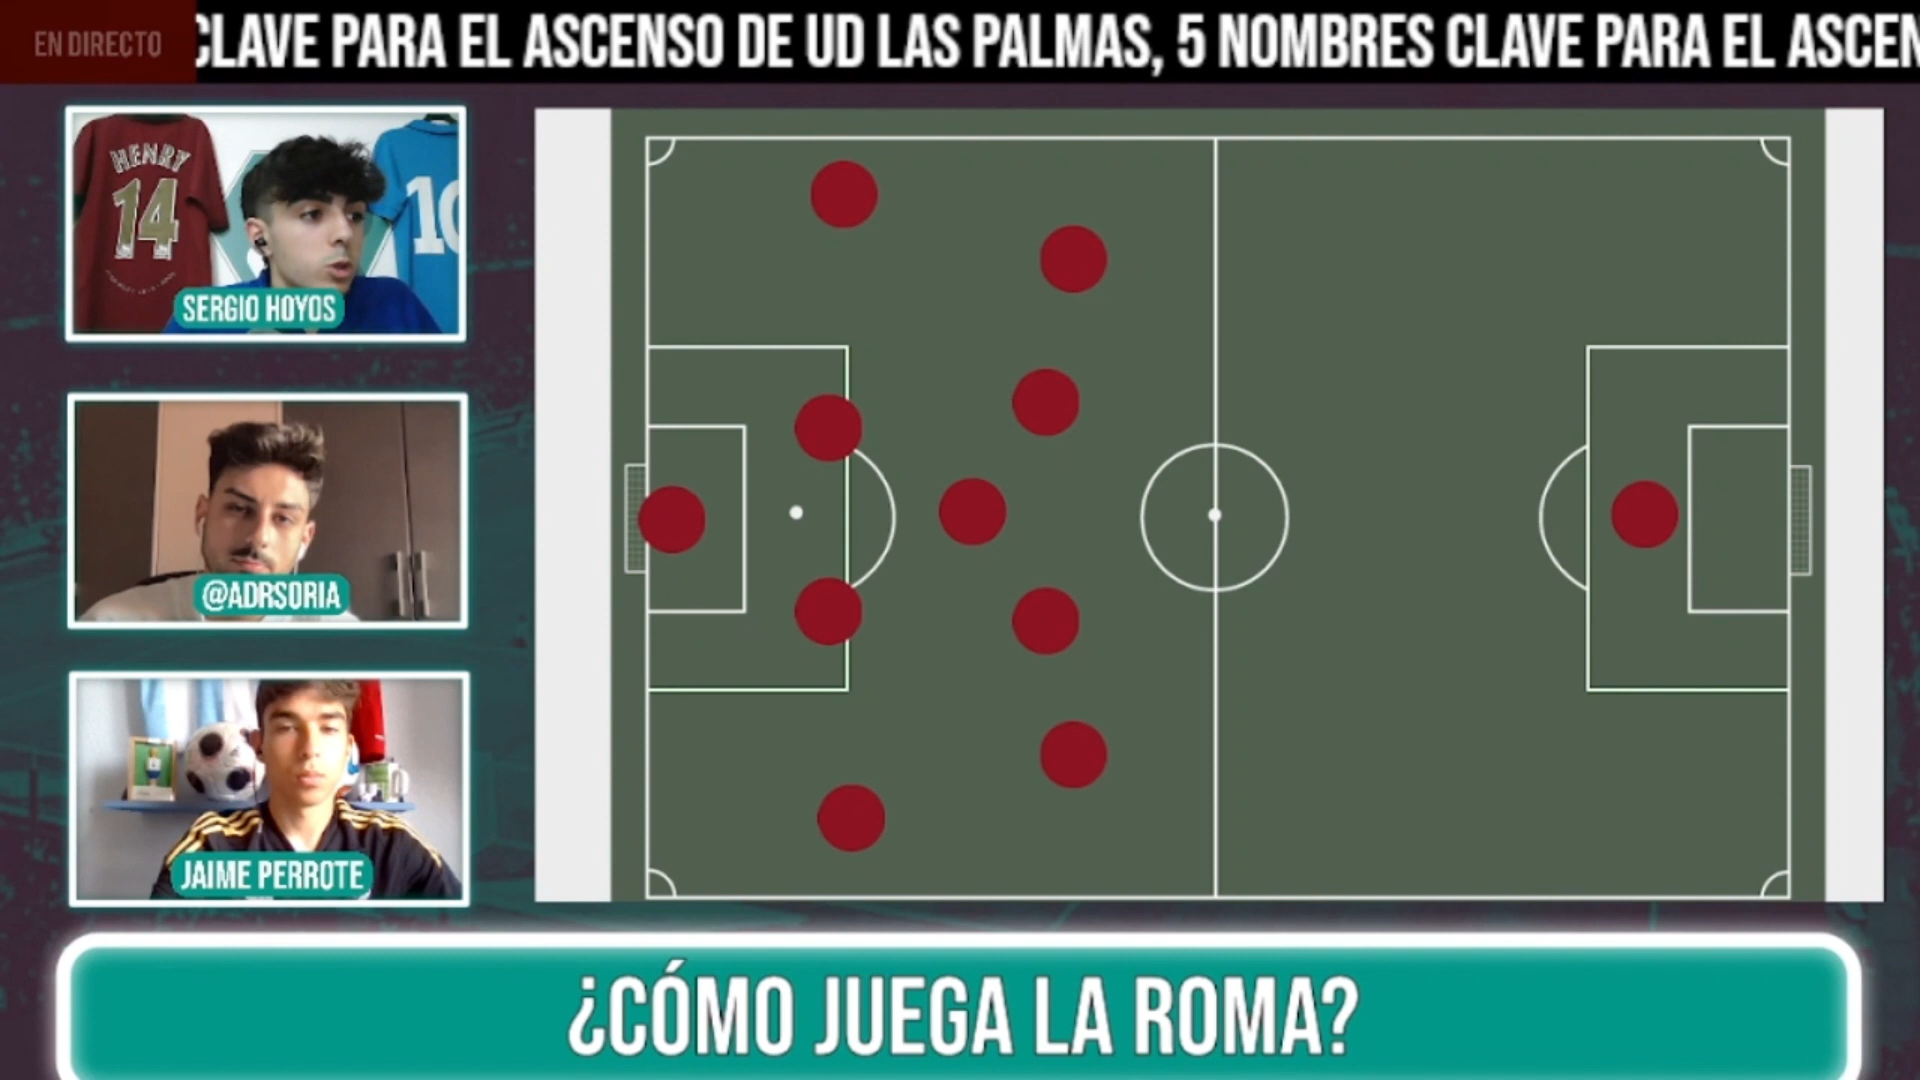 EN DIRECTO
CLAVE PARA EL ASCENSO DE UD LAS PALMAS, 5 NOMBRES CLAVE PARA EL ASCEN
HENRY
14
10
SERGIO HOYOS
@ADRSORIA
JAIME PERROTE
¿CÓMO JUEGA LA ROMA?